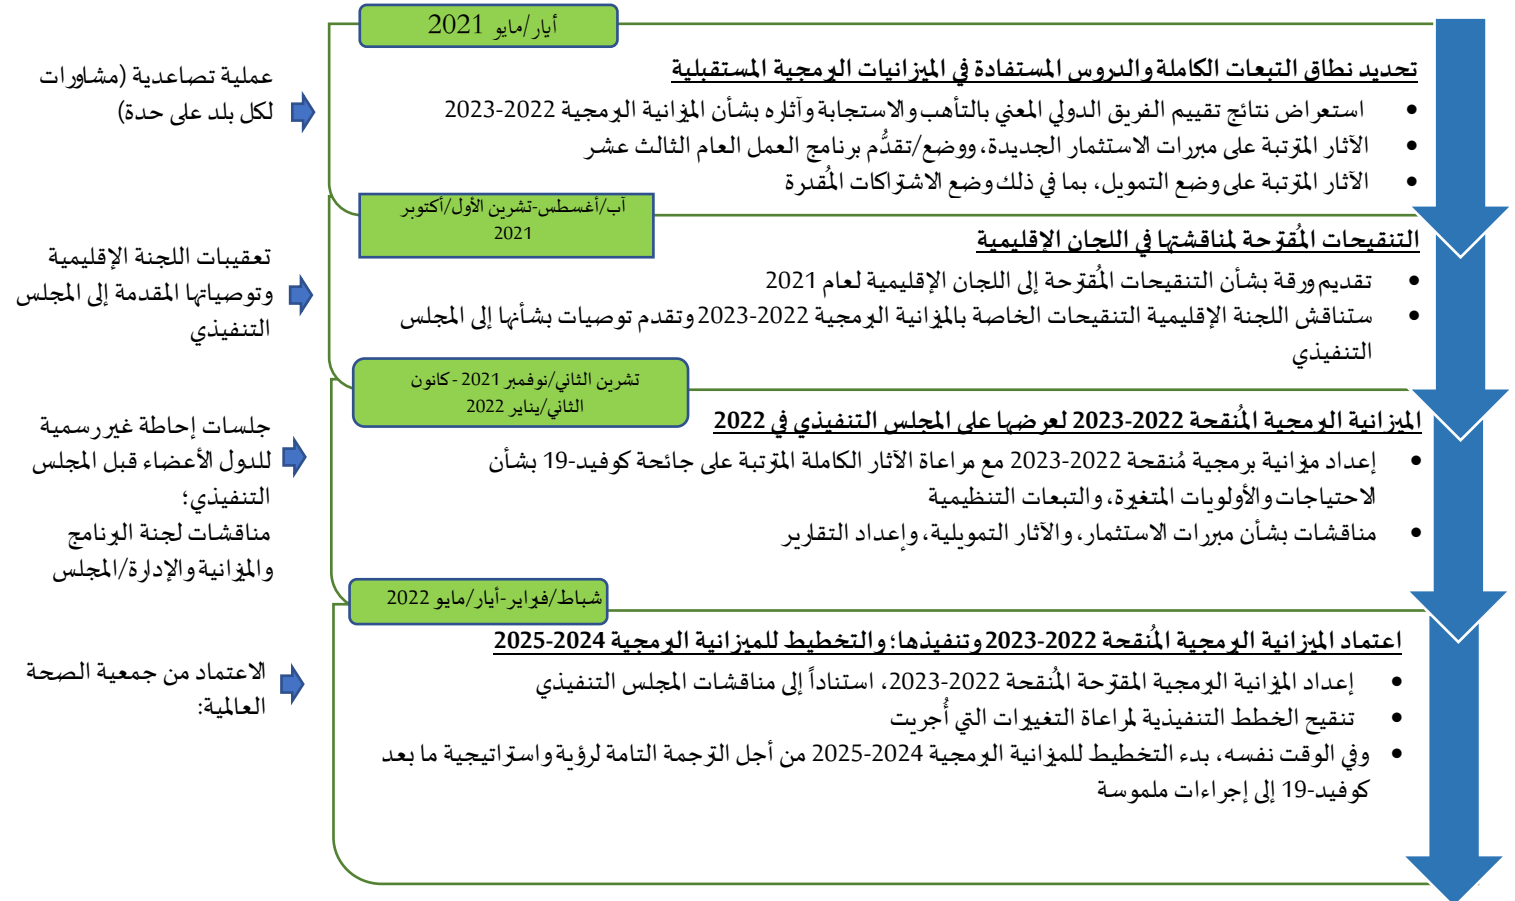 أيار/مايو 2021
تحديد نطاق التبعات الكاملة والدروس المستفادة في الميزانيات البرمجية المستقبلية
• استعراض نتائج تقييم الفريق الدولي المعني بالتأهب والاستجابة وآثاره بشأن الميزانية البرمجية 2022-2023
• الآثار المترتبة على مبررات الاستثمار الجديدة، ووضع/تقدُّم برنامج العمل العام الثالث عشر
• الآثار المترتبة على وضع التمويل، بما في ذلك وضع الاشتراكات المُقدرة
عملية تصاعدية (مشاورات
لكل بلد على حدة)
آب/أغسطس-تشرين الأول/أكتوبر
2021
التنقيحات المُقترحة لمناقشتها في اللجان الإقليمية
• تقديم ورقة بشأن التنقيحات المُقترحة إلى اللجان الإقليمية لعام 2021
• ستناقش اللجنة الإقليمية التنقيحات الخاصة بالميزانية البرمجية 2022-2023 وتقدم توصيات بشأنها إلى المجلس
التنفيذي
تعقيبات اللجنة الإقليمية
وتوصياتها المقدمة إلى المجلس
التنفيذي
تشرين الثاني/نوفمبر 2021 - كانون
الثاني/يناير 2022
الميزانية البرمجية المُنقحة 2022-2023 لعرضها على المجلس التنفيذي في 2022
• إعداد ميزانية برمجية مُنقحة 2022-2023 مع مراعاة الآثار الكاملة المترتبة على جائحة كوفيد-19 بشأن
الاحتياجات والأولويات المتغيرة، والتبعات التنظيمية
• مناقشات بشأن مبررات الاستثمار، والآثار التمويلية، وإعداد التقارير
جلسات إحاطة غير رسمية
للدول الأعضاء قبل المجلس
التنفيذي؛
مناقشات لجنة البرنامج
والميزانية والإدارة/المجلس
شباط/فبراير-أيار/مايو 2022
اعتماد الميزانية البرمجية المُنقحة 2022-2023 وتنفيذها؛ والتخطيط للميزانية البرمجية 2024-2025
• إعداد الميزانية البرمجية المقترحة المُنقحة 2022-2023، استناداً إلى مناقشات المجلس التنفيذي
• تنقيح الخطط التنفيذية لمراعاة التغييرات التي أُجريت
• وفي الوقت نفسه، بدء التخطيط للميزانية البرمجية 2024-2025 من أجل الترجمة التامة لرؤية واستراتيجية ما بعد
كوفيد-19 إلى إجراءات ملموسة
الاعتماد من جمعية الصحة
العالمية: